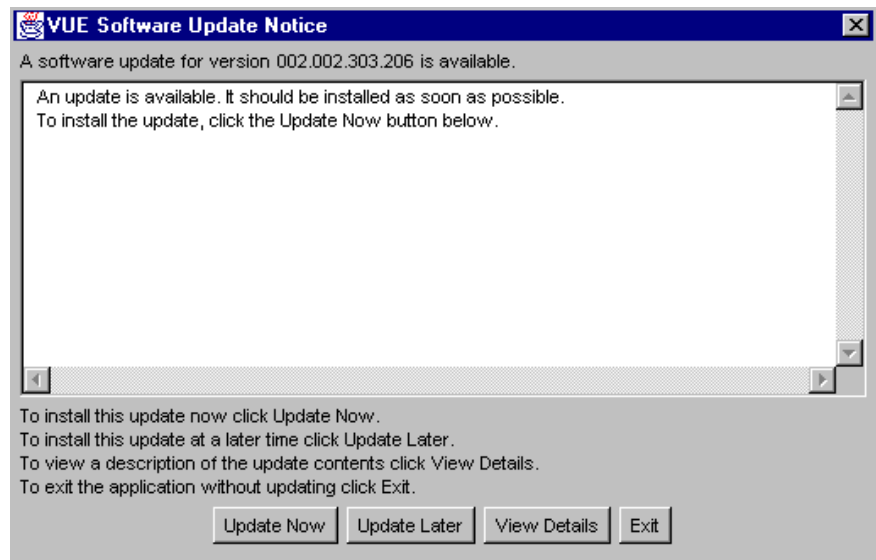 VUE Software Update Notice
A software update for version 002.002.303.206 is available.
An update is available. It should be installed as soon as possible.
To install the update, click the Update Now button below.
To install this update now click Update Now.
To install this update at a later time click Update Later.
To view a description of the update contents click View Details.
To exit the application without updating click Exit.
Update Now Update Later View Details Exit